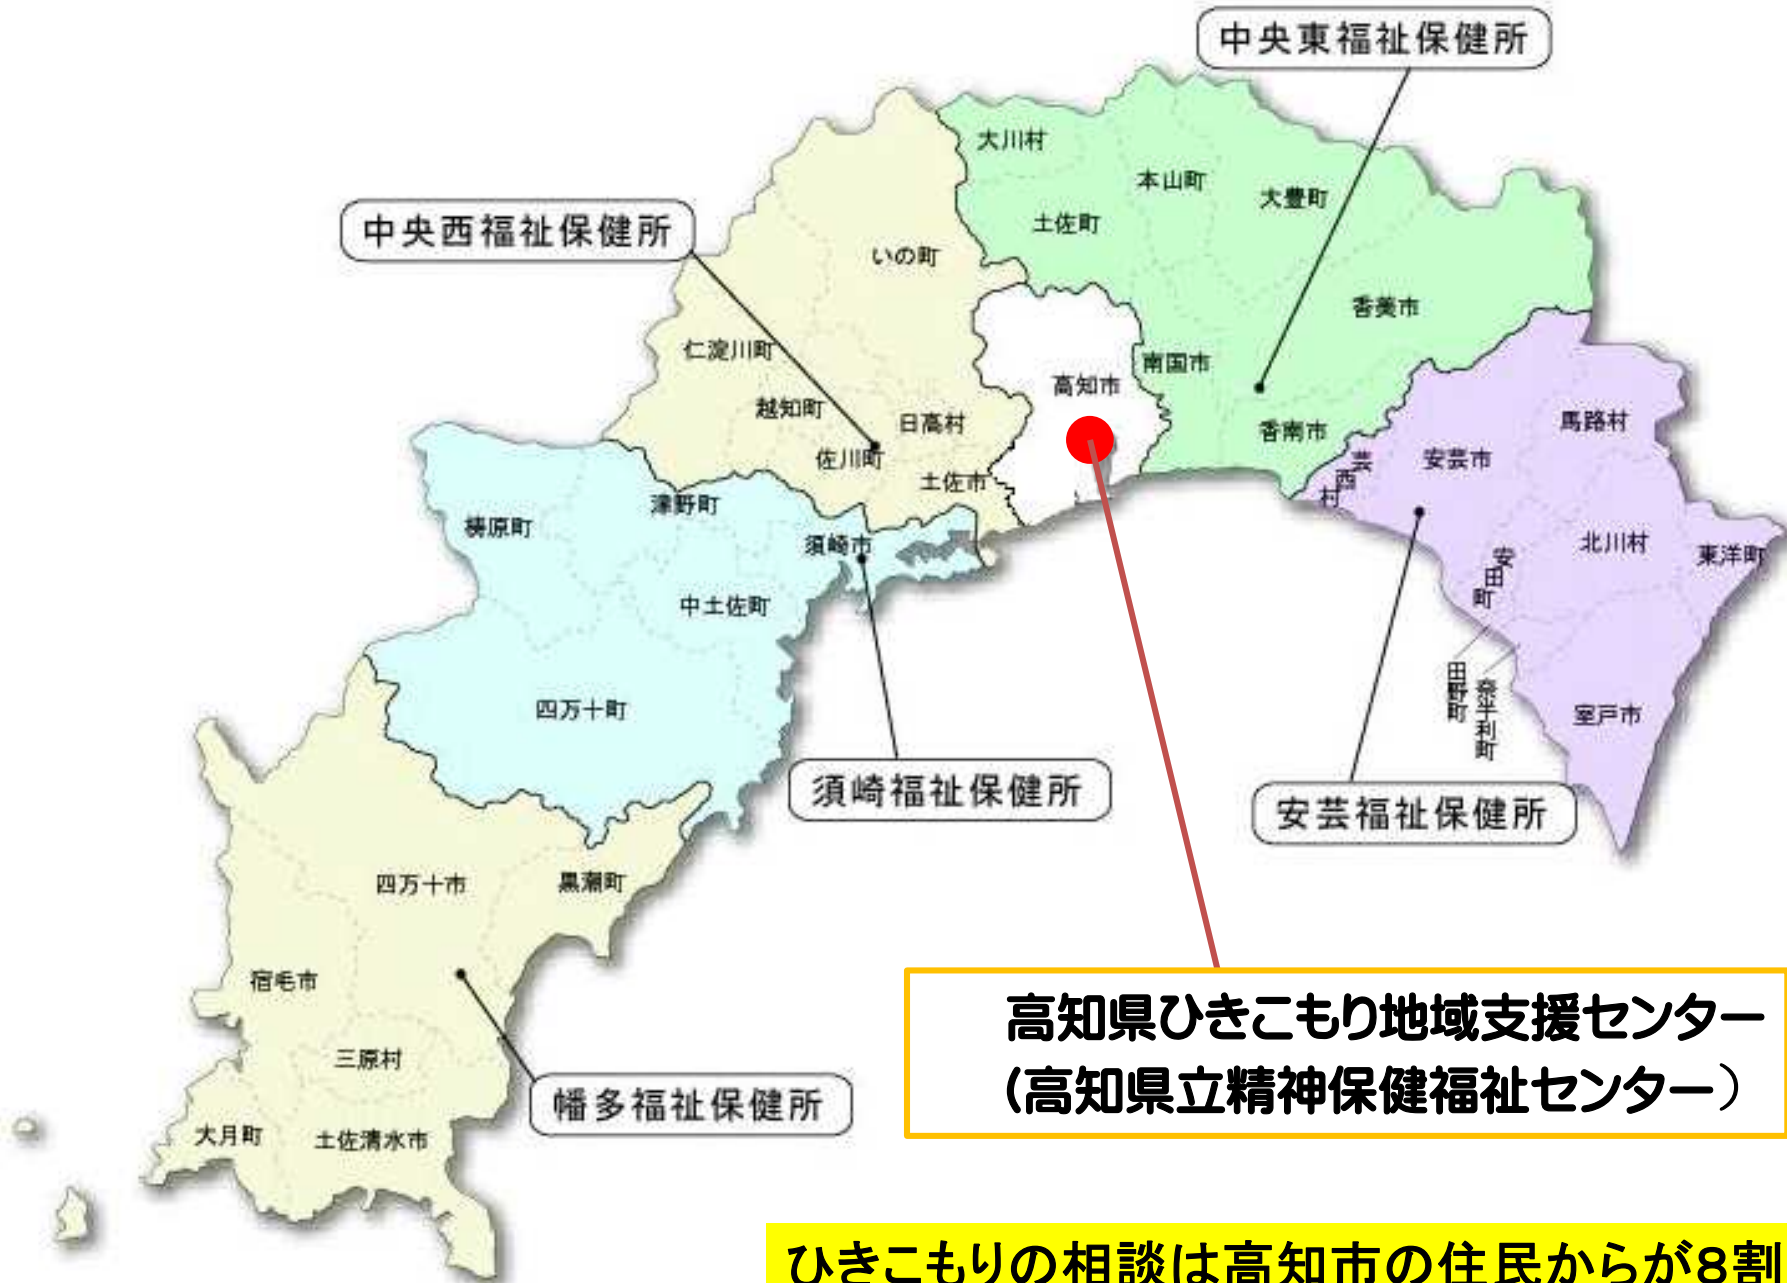 中央東福祉保健所
大川村
本山町
大豊町
土佐町
中央西福祉保健所
いの町
香美市
仁淀川町
南国市
高知市
越知町
日高村
香南市
馬路村
佐川町
安芸市
芸西村
土佐市
津野町
梼原町
須崎市
北川村
東洋町
安田町
中土佐町
田野町
奈半利町
四万十町
室戸市
須崎福祉保健所
安芸福祉保健所
四万十市
黒潮町
宿毛市
高知県ひきこもり地域支援センター
(高知県立精神保健福祉センター）
三原村
幡多福祉保健所
大月町
土佐清水市
ひきこもりの相談は高知市の住民からが８割